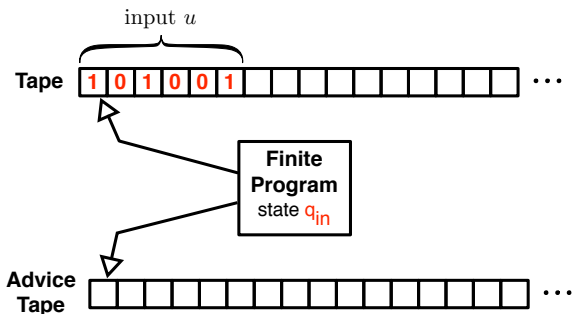 input u
Tape 1 0 1 0 0 1 ...
Finite
Program
state q_in
Advice
Tape ...